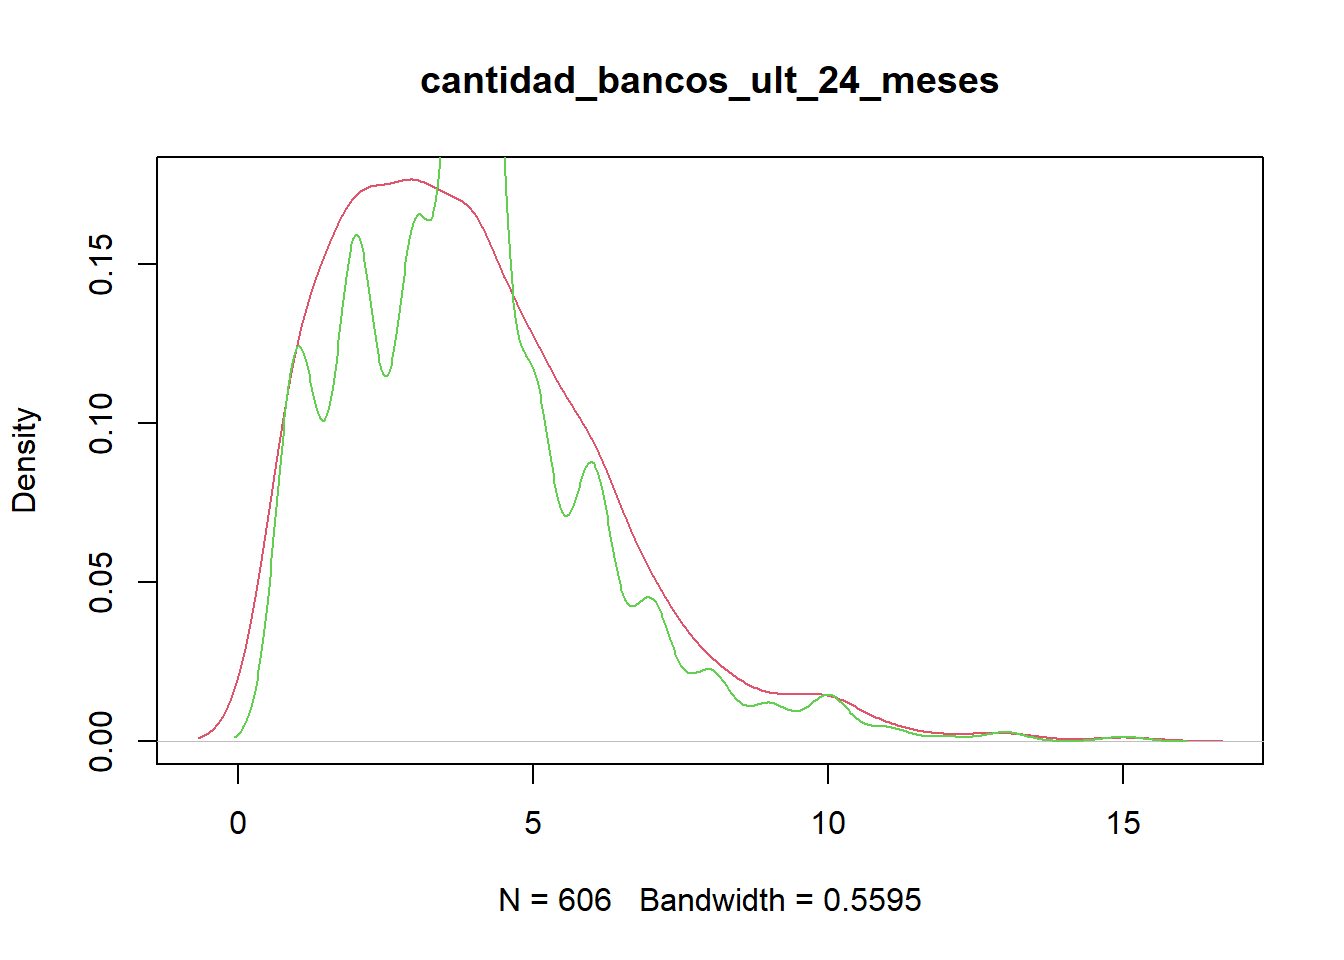 cantidad_bancos_ult_24_meses
Density
0.15
0.10
0.05
0.00
0 5 10 15
N = 606 Bandwidth = 0.5595